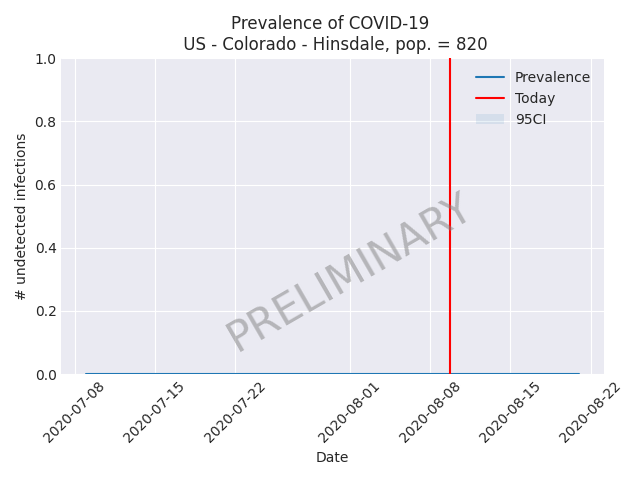 Prevalence of COVID-19
US - Colorado - Hinsdale, pop. = 820
1.0
0.8
0.6
0.4
0.2
0.0
# undetected infections
Prevalence
Today
95CI
PRELIMINARY
2020-07-08
2020-07-15
2020-07-22
2020-08-01
2020-08-08
2020-08-15
2020-08-22
Date